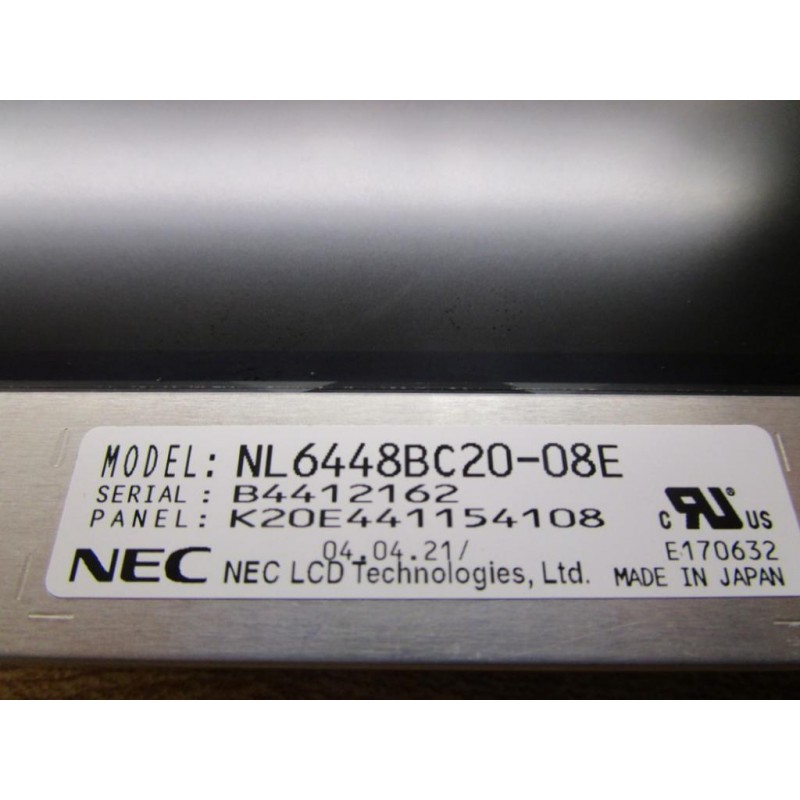 MODEL: NL6448BC20-08E
SERIAL: B4412162
PANEL: K20E441154108
04.04.21/
NEC NEC LCD Technologies, Ltd.
c RU® US
E170632
MADE IN JAPAN